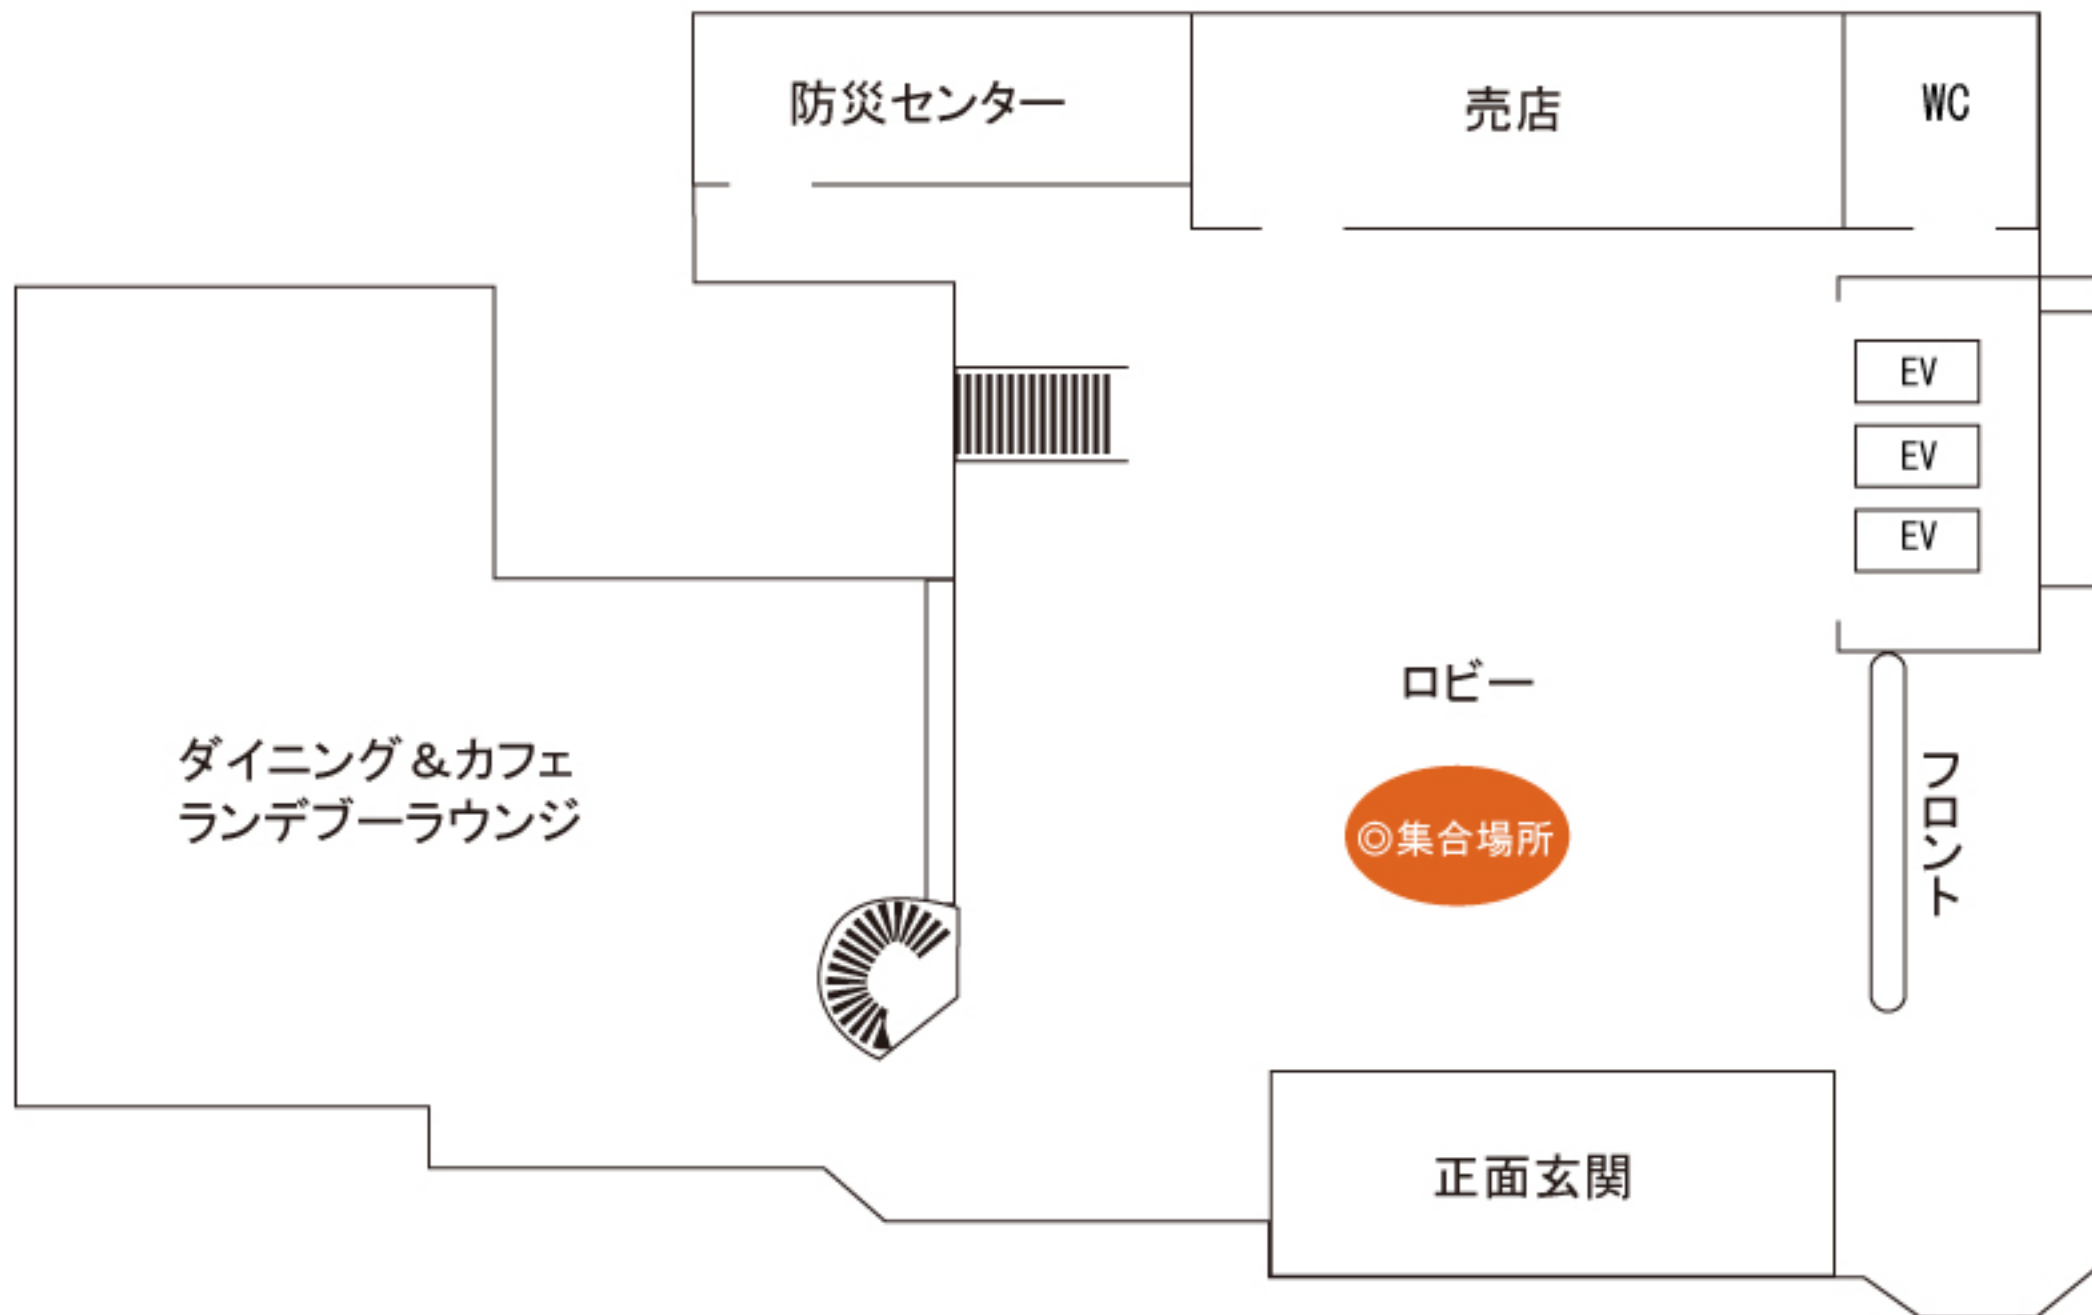 防災センター
売店
WC
EV
EV
EV
ロビー
ダイニング&カフェ
ランデブーラウンジ
◎集合場所
フロント
正面玄関